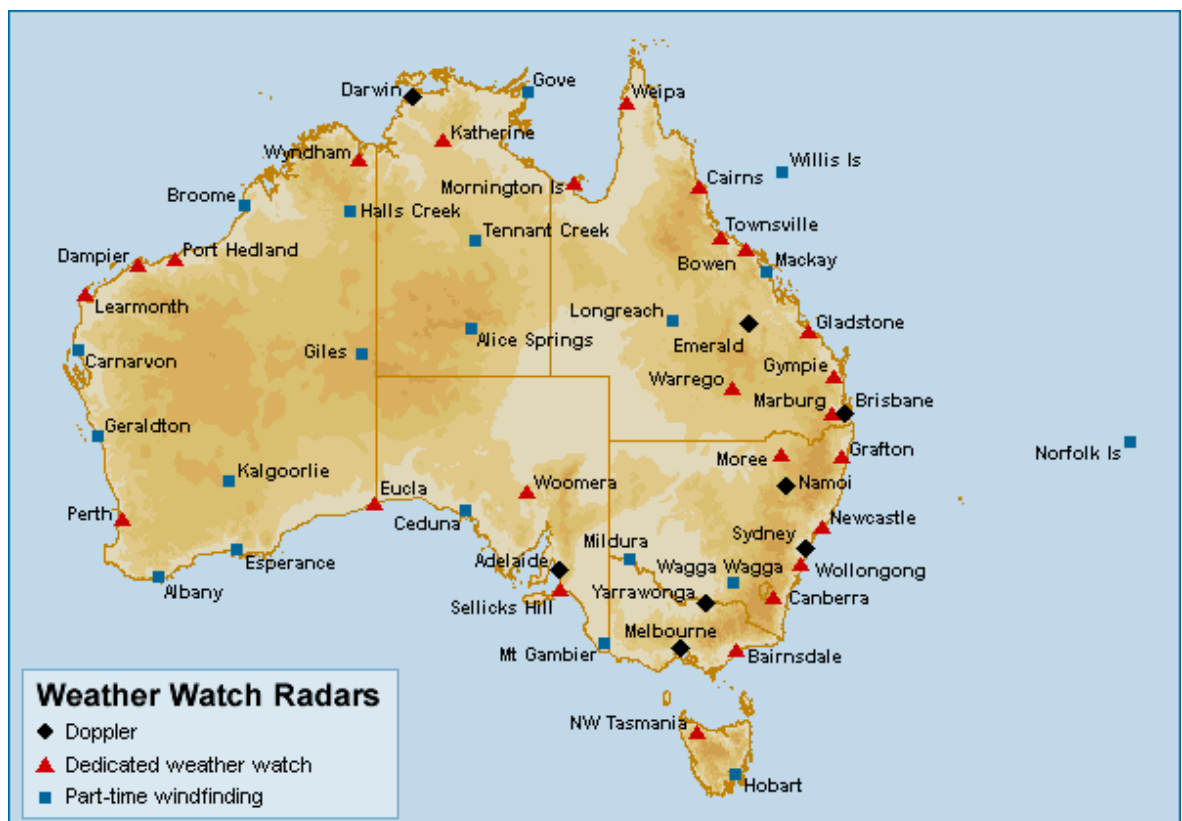 Darwin
Gove
Weipa
Katherine
Wyndham
Willis Is
Mornington Is
Cairns
Broome
Halls Creek
Tennant Creek
Townsville
Port Hedland
Dampier
Bowen
Mackay
Learmonth
Longreach
Gladstone
Alice Springs
Emerald
Carnarvon
Giles
Gympie
Warrego
Marburg
Brisbane
Geraldton
Norfolk Is
Moree
Grafton
Kalgoorlie
Woomera
Namoi
Eucla
Perth
Ceduna
Newcastle
Sydney
Mildura
Esperance
Adelaide
Wagga Wagga
Wollongong
Albany
Yarrawonga
Canberra
Sellicks Hill
Melbourne
Mt Gambier
Bairnsdale
NW Tasmania
Hobart
Weather Watch Radars
Doppler
Dedicated weather watch
Part-time windfinding